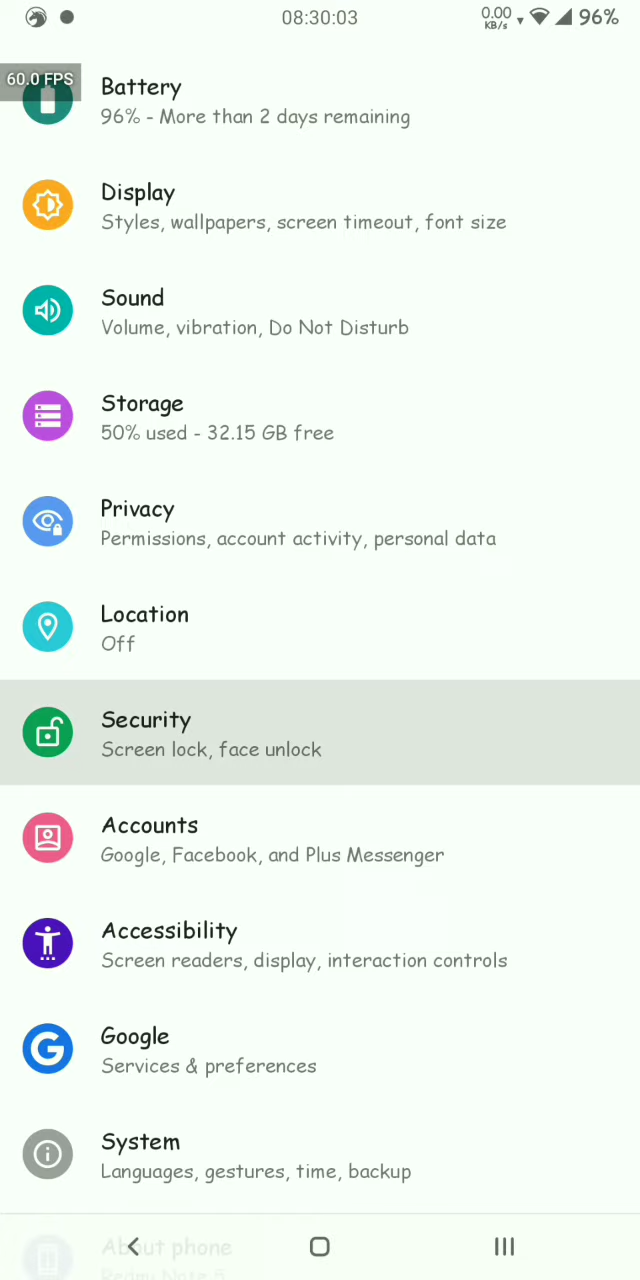 08:30:03
0.00
KB/s
96%
60.0 FPS
Battery
96% - More than 2 days remaining
Display
Styles, wallpapers, screen timeout, font size
Sound
Volume, vibration, Do Not Disturb
Storage
50% used - 32.15 GB free
Privacy
Permissions, account activity, personal data
Location
Off
Security
Screen lock, face unlock
Accounts
Google, Facebook, and Plus Messenger
Accessibility
Screen readers, display, interaction controls
Google
Services & preferences
System
Languages, gestures, time, backup
About phone
Redmy Note 5